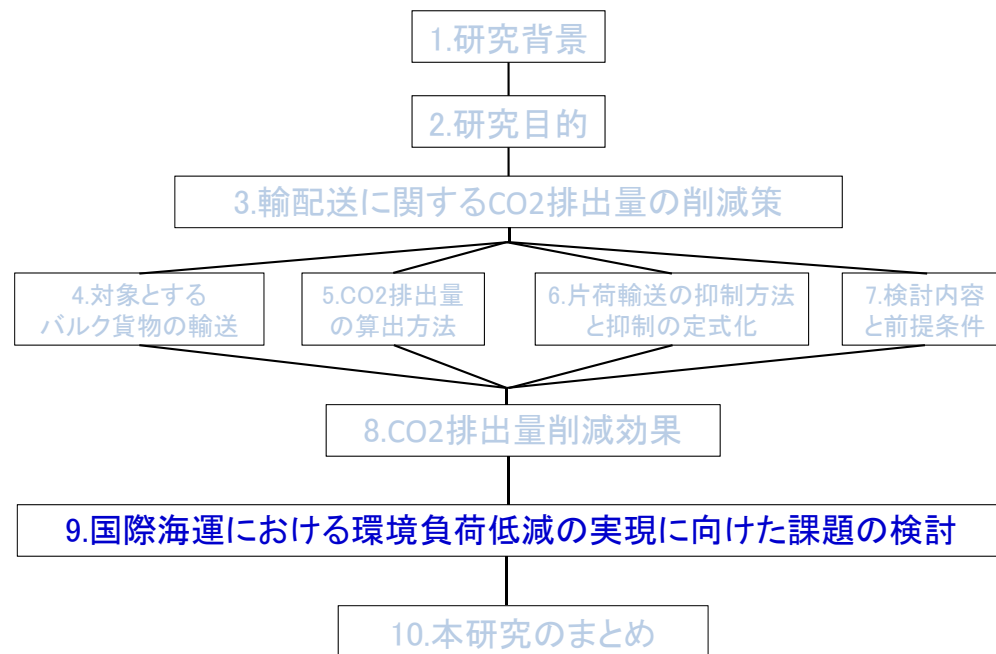 1.研究背景
2.研究目的
3.輸配送に関するCO2排出量の削減策
4.対象とする
バルク貨物の輸送
5.CO2排出量
の算出方法
6.片荷輸送の抑制方法
と抑制の定式化
7.検討内容
と前提条件
8.CO2排出量削減効果
9.国際海運における環境負荷低減の実現に向けた課題の検討
10.本研究のまとめ